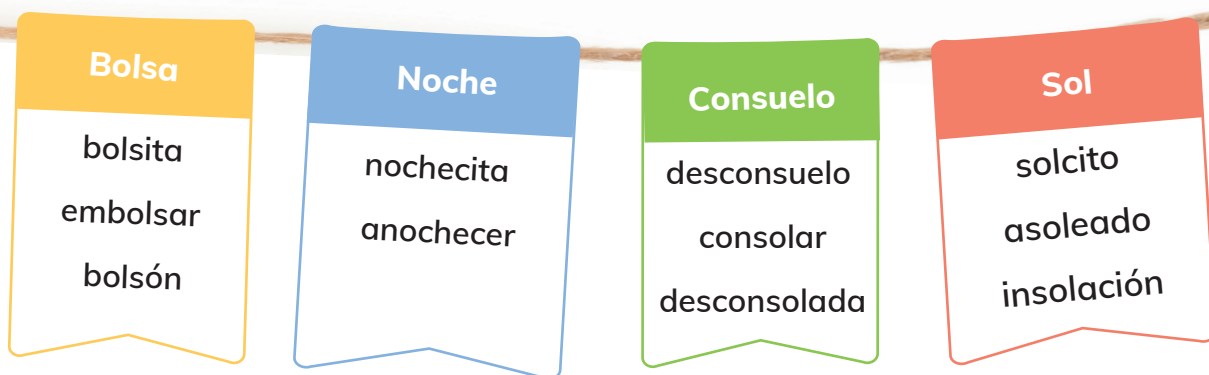 Bolsa
bolsita
embolsar
bolsón
Noche
nochecita
anochecer
Consuelo
desconsuelo
consolar
desconsolada
Sol
solcito
asoleado
insolación